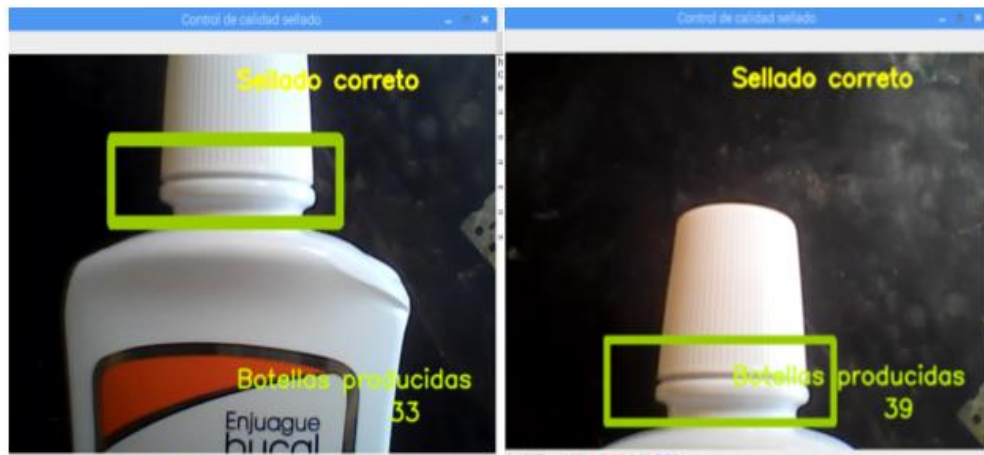 Control de calidad sellado
Sellado correto
Botellas producidas
33
Enjuague
bucal
Control de calidad sellado
Sellado correto
Botellas producidas
39